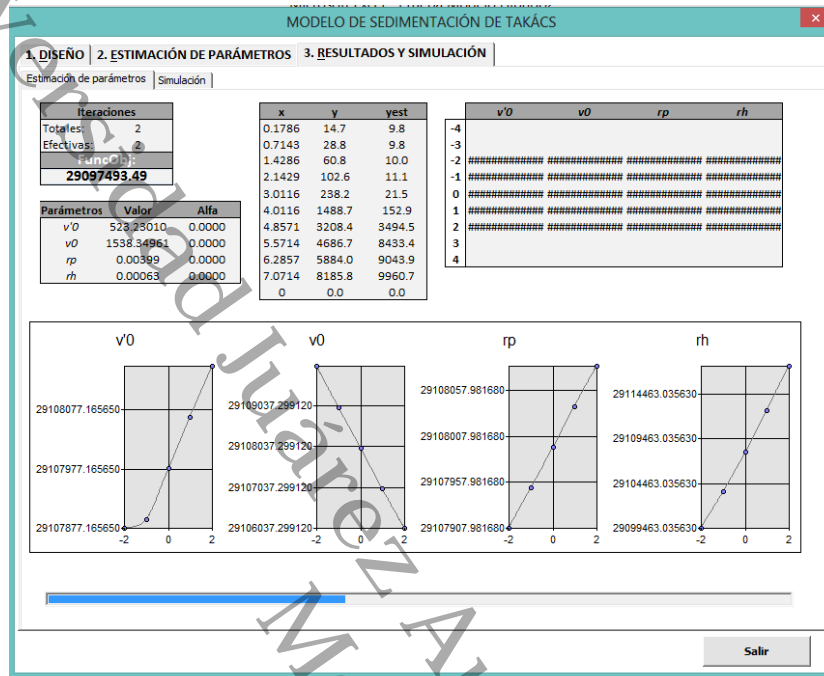 MODELO DE SEDIMENTACIÓN DE TAKÁCS
1. DISEÑO 2. ESTIMACIÓN DE PARÁMETROS 3. RESULTADOS Y SIMULACIÓN
Estimación de parámetros Simulación
Iteraciones
Totales: 2
Efectivas: 2
FuncObj:
29097493.49
Parámetros Valor Alfa
v'0 523.23010 0.0000
v0 1538.34961 0.0000
rp 0.00399 0.0000
rh 0.00063 0.0000
x y yest
0.1786 14.7 9.8
0.7143 28.8 9.8
1.4286 60.8 10.0
2.1429 102.6 11.1
3.0116 238.2 21.5
4.0116 1488.7 152.9
4.8571 3208.4 3494.5
5.5714 4686.7 8433.4
6.2857 5884.0 9043.9
7.0714 8185.8 9960.7
0 0.0 0.0
v'0 v0 rp rh
-4
-3
-2 ############# ############# ############# #############
-1 ############# ############# ############# #############
0 ############# ############# ############# #############
1 ############# ############# ############# #############
2 ############# ############# ############# #############
3
4
v'0
29108077.165650
29107977.165650
29107877.165650
-2 0 2
v0
29109037.299120
29108037.299120
29107037.299120
29106037.299120
-2 0 2
rp
29108057.981680
29108007.981680
29107957.981680
29107907.981680
-2 0 2
rh
29114463.035630
29109463.035630
29104463.035630
29099463.035630
-2 0 2
Salir
versidad Juárez Au
M